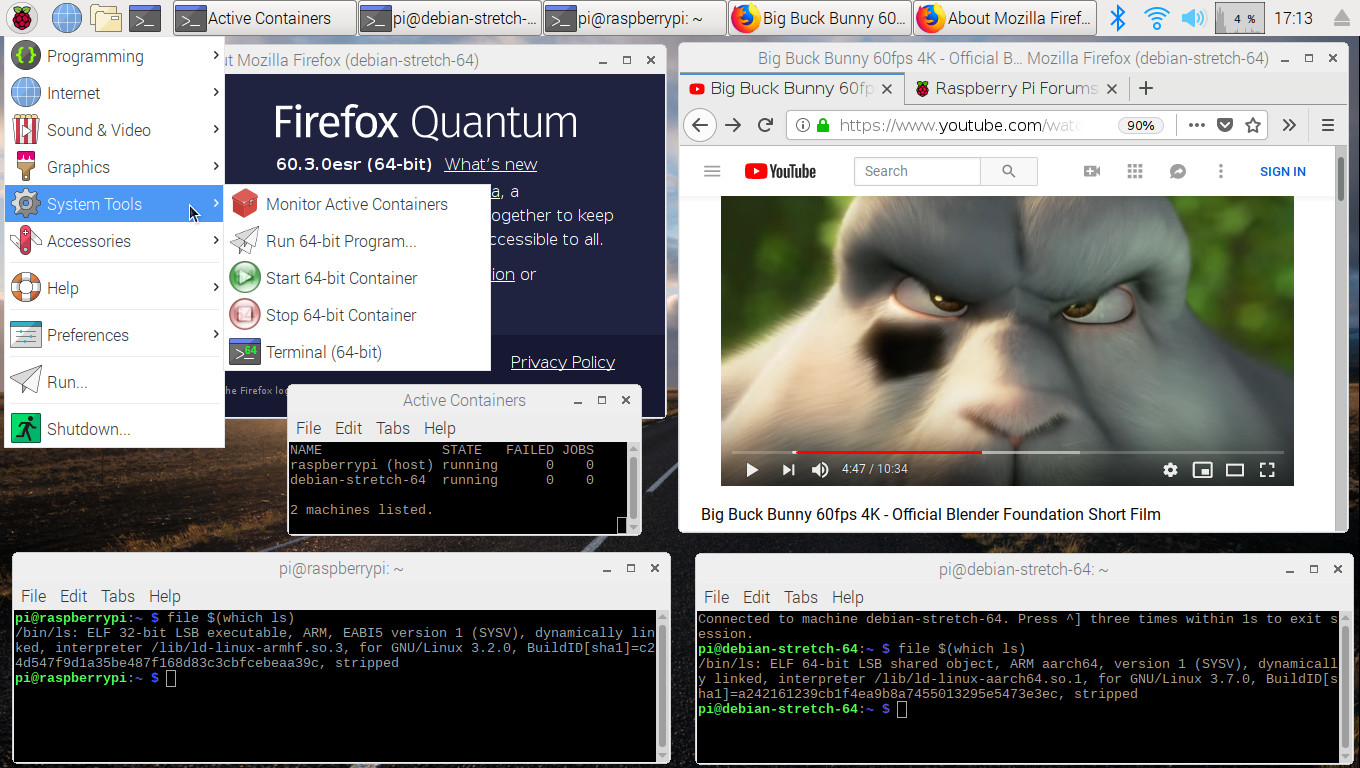 Active Containers
pi@debian-stretch-...
pi@raspberrypi: ~
Big Buck Bunny 60...
About Mozilla Firef...
4 %
17:13
Programming
Internet
Sound & Video
Graphics
System Tools
Accessories
Help
Preferences
Run...
Shutdown...
Monitor Active Containers
Run 64-bit Program...
Start 64-bit Container
Stop 64-bit Container
Terminal (64-bit)
ut Mozilla Firefox (debian-stretch-64)
Firefox Quantum
60.3.0esr (64-bit) What's new
a, a
ogether to keep
ccessible to all.
ion or
Privacy Policy
he Firefox log
Big Buck Bunny 60fps 4K - Official B... Mozilla Firefox (debian-stretch-64)
Big Buck Bunny 60fp
Raspberry Pi Forums
https://www.youtube.com/watc
90%
YouTube
Search
SIGN IN
4:47 / 10:34
Big Buck Bunny 60fps 4K - Official Blender Foundation Short Film
Active Containers
File Edit Tabs Help
NAME STATE FAILED JOBS
raspberrypi (host) running 0 0
debian-stretch-64 running 0 0
2 machines listed.
pi@raspberrypi: ~
File Edit Tabs Help
pi@raspberrypi:~ $ file $(which ls)
/bin/ls: ELF 32-bit LSB executable, ARM, EABI5 version 1 (SYSV), dynamically lin
ked, interpreter /lib/ld-linux-armhf.so.3, for GNU/Linux 3.2.0, BuildID[sha1]=c2
4d547f9d1a35be487f168d83c3cbfcebeaa39c, stripped
pi@raspberrypi:~ $
pi@debian-stretch-64: ~
File Edit Tabs Help
Connected to machine debian-stretch-64. Press ^] three times within 1s to exit s
ession.
pi@debian-stretch-64:~ $ file $(which ls)
/bin/ls: ELF 64-bit LSB shared object, ARM aarch64, version 1 (SYSV), dynamicall
y linked, interpreter /lib/ld-linux-aarch64.so.1, for GNU/Linux 3.7.0, BuildID[s
ha1]=a242161239cb1f4ea9b8a7455013295e5473e3ec, stripped
pi@debian-stretch-64:~ $